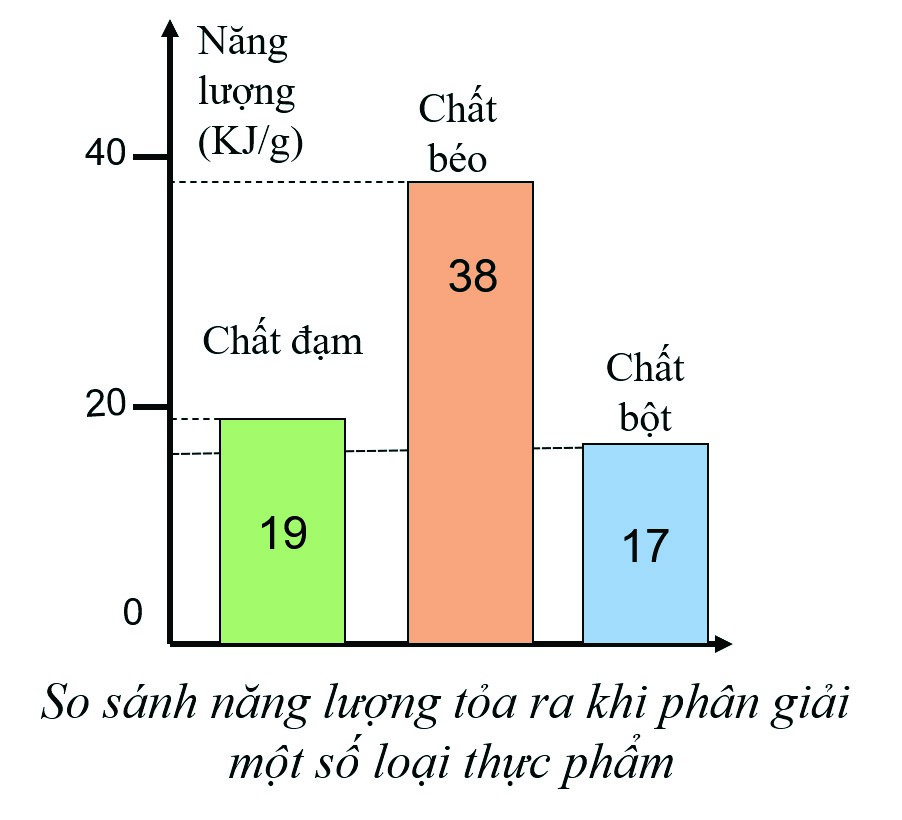 Năng
lượng
(KJ/g)
Chất
béo
40
38
Chất đạm
Chất
bột
20
19
17
0
So sánh năng lượng tỏa ra khi phân giải
một số loại thực phẩm